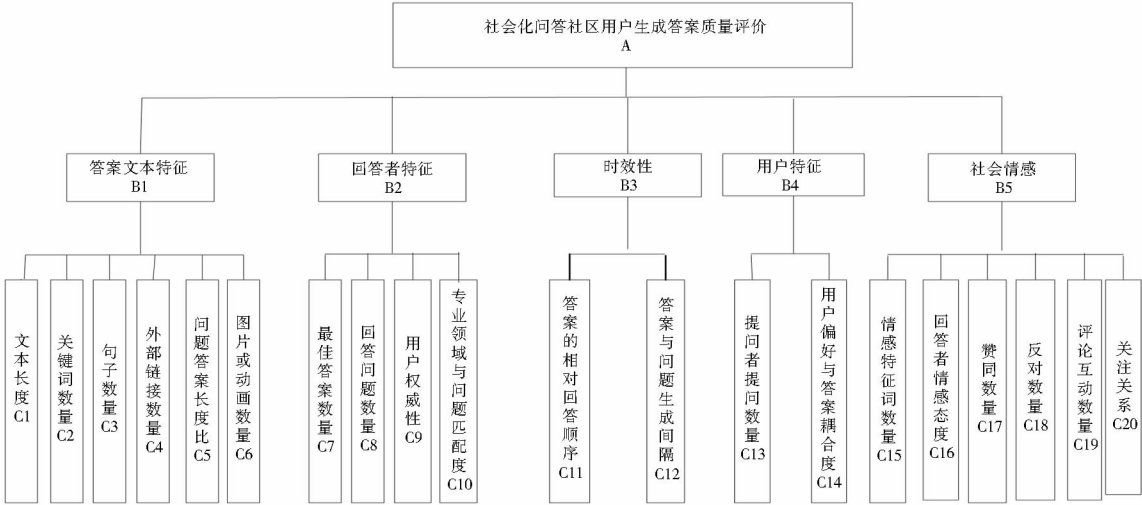 社会化问答社区用户生成答案质量评价
A
答案文本特征
B1
回答者特征
B2
时效性
B3
用户特征
B4
社会情感
B5
文本长度C1
关键词数量C2
句子数量C3
外部链接数量C4
问题答案长度比C5
图片或动画数量C6
最佳答案数量C7
回答问题数量C8
用户权威性C9
专业领域与问题匹配度C10
答案的相对回答顺序C11
答案与问题生成间隔C12
提问者提问数量C13
用户偏好与答案耦合度C14
情感特征词数量C15
回答者情感态度C16
赞同数量C17
反对数量C18
评论互动数量C19
关注关系C20